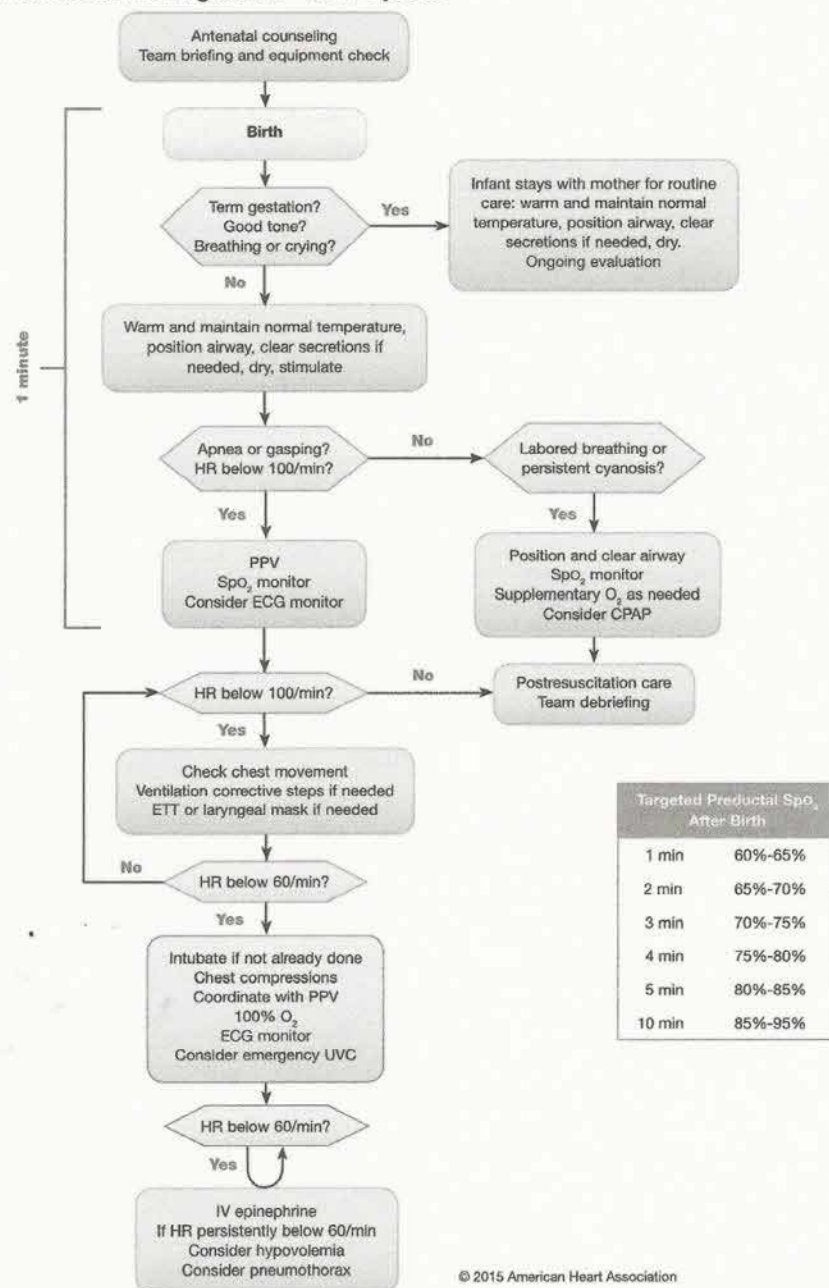 Antenatal counseling
Team briefing and equipment check
Birth
Term gestation?
Good tone?
Breathing or crying?
Yes
Infant stays with mother for routine
care: warm and maintain normal
temperature, position airway, clear
secretions if needed, dry.
Ongoing evaluation
No
1 minute
Warm and maintain normal temperature,
position airway, clear secretions if
needed, dry, stimulate
Apnea or gasping?
HR below 100/min?
No
Labored breathing or
persistent cyanosis?
Yes
Yes
PPV
SpO₂ monitor
Consider ECG monitor
Position and clear airway
SpO₂ monitor
Supplementary O₂ as needed
Consider CPAP
HR below 100/min?
No
Postresuscitation care
Team debriefing
Yes
Check chest movement
Ventilation corrective steps if needed
ETT or laryngeal mask if needed
No
HR below 60/min?
Yes
Intubate if not already done
Chest compressions
Coordinate with PPV
100% O₂
ECG monitor
Consider emergency UVC
HR below 60/min?
Yes
IV epinephrine
If HR persistently below 60/min
Consider hypovolemia
Consider pneumothorax
Targeted Preductal SpO₂
After Birth
1 min 60%-65%
2 min 65%-70%
3 min 70%-75%
4 min 75%-80%
5 min 80%-85%
10 min 85%-95%
© 2015 American Heart Association